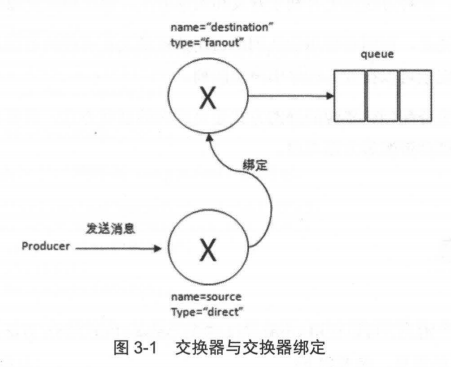 name=“destination”
type=“fanout”
queue
X
绑定
发送消息
Producer
X
name=source
Type=“direct”
图 3-1 交换器与交换器绑定